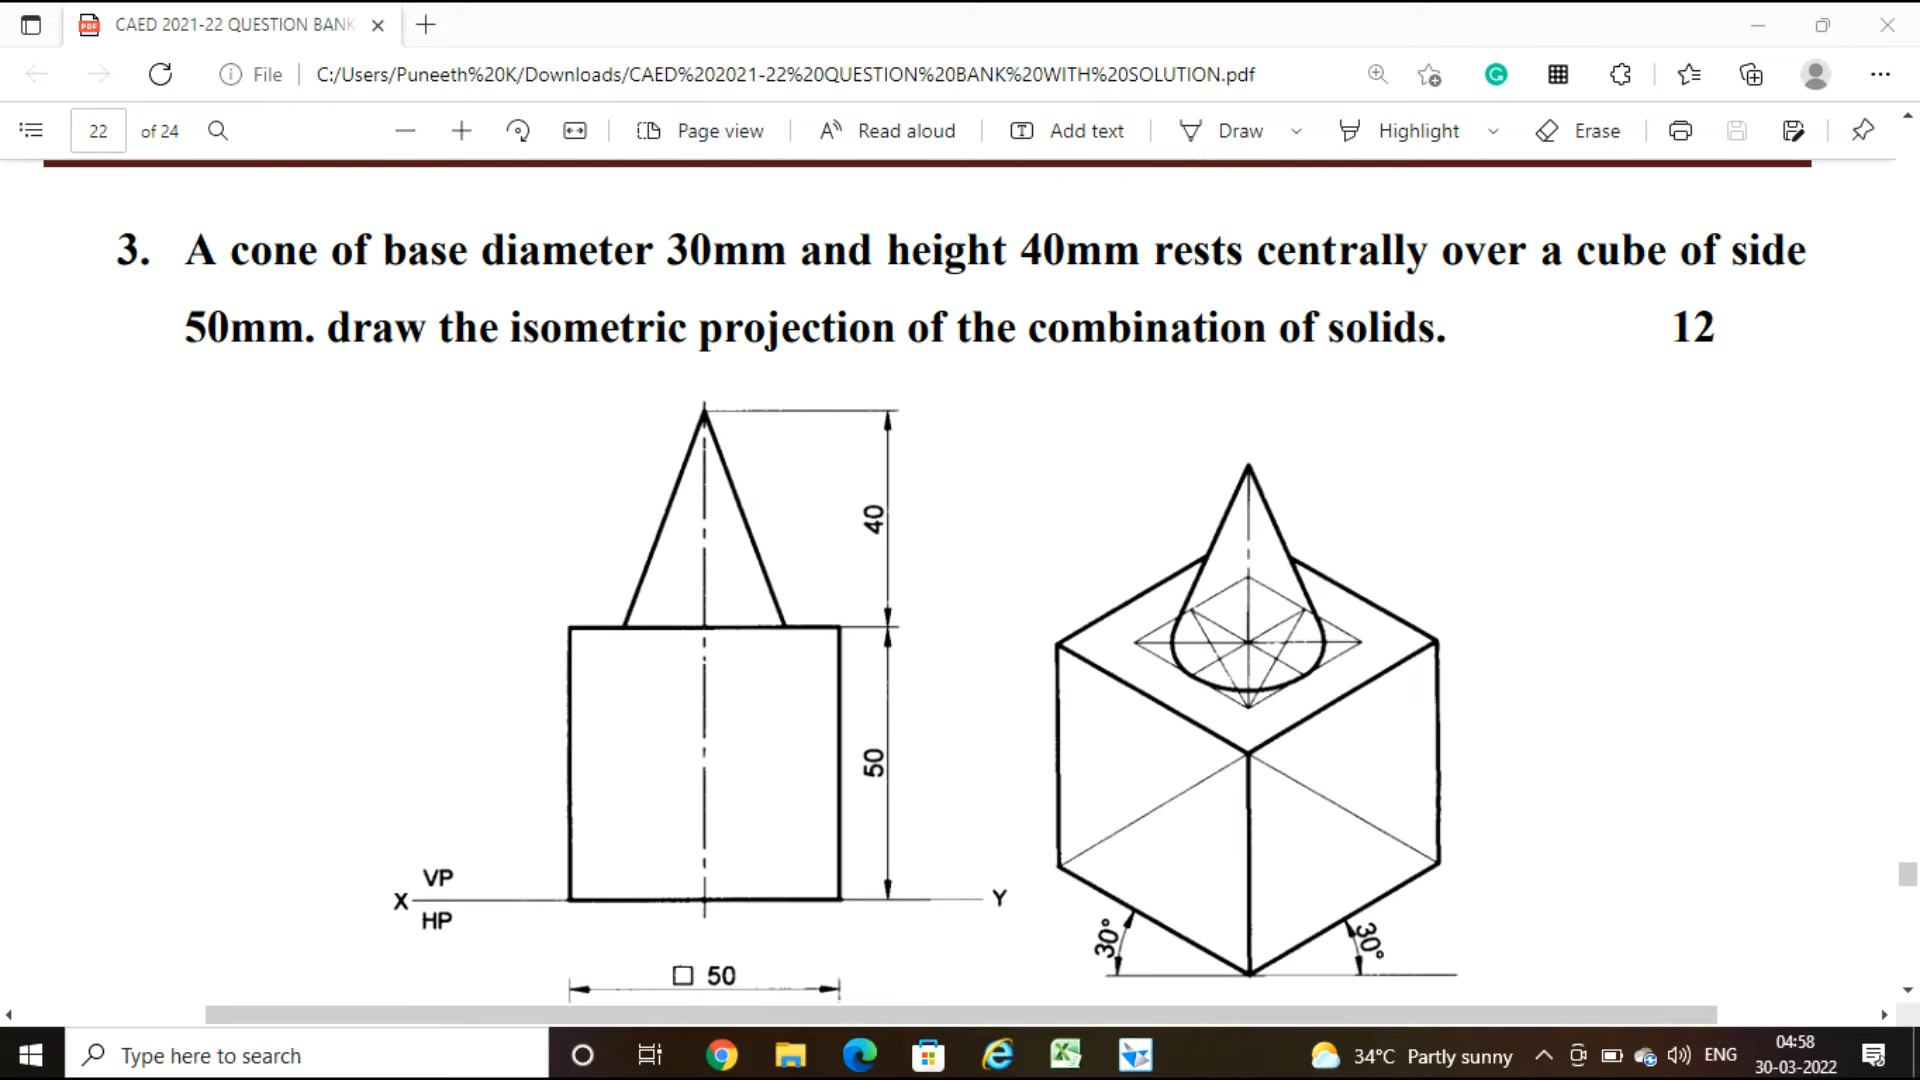 CAED 2021-22 QUESTION BANK
File
C:/Users/Puneeth%20K/Downloads/CAED%202021-22%20QUESTION%20BANK%20WITH%20SOLUTION.pdf
22 of 24
Page view
Read aloud
Add text
Draw
Highlight
Erase
3. A cone of base diameter 30mm and height 40mm rests centrally over a cube of side
50mm. draw the isometric projection of the combination of solids. 12
40
50
VP
X Y
HP
30° 30°
□ 50
Type here to search
34°C Partly sunny
ENG
04:58
30-03-2022